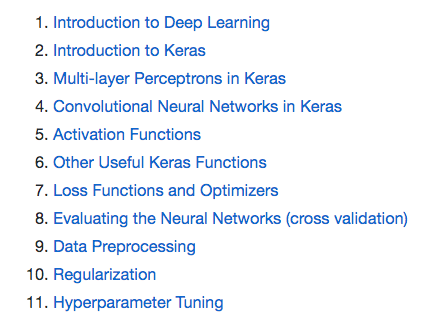 1. Introduction to Deep Learning
2. Introduction to Keras
3. Multi-layer Perceptrons in Keras
4. Convolutional Neural Networks in Keras
5. Activation Functions
6. Other Useful Keras Functions
7. Loss Functions and Optimizers
8. Evaluating the Neural Networks (cross validation)
9. Data Preprocessing
10. Regularization
11. Hyperparameter Tuning